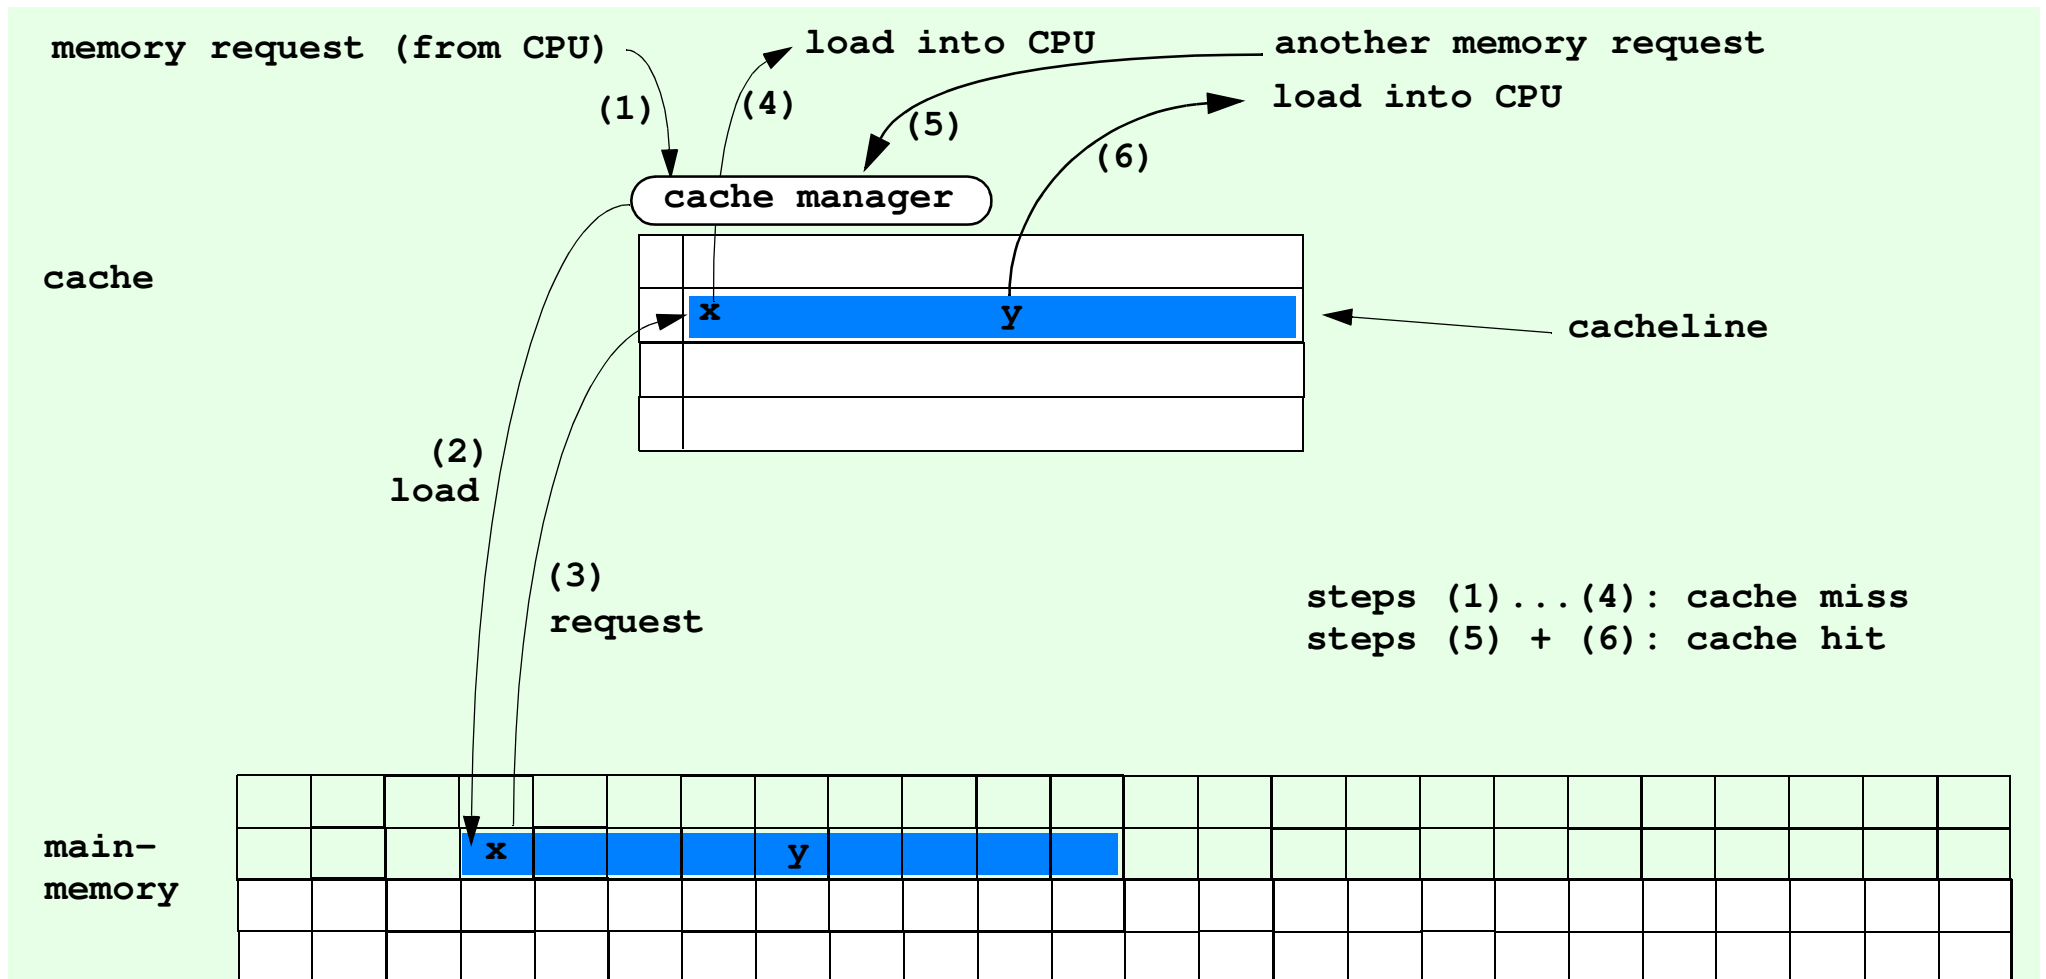 memory request (from CPU)
load into CPU
another memory request
load into CPU
(1)
(4)
(5)
(6)
cache manager
cache
x
y
cacheline
(2)
load
(3)
request
steps (1)...(4): cache miss
steps (5) + (6): cache hit
main-
memory
x
y